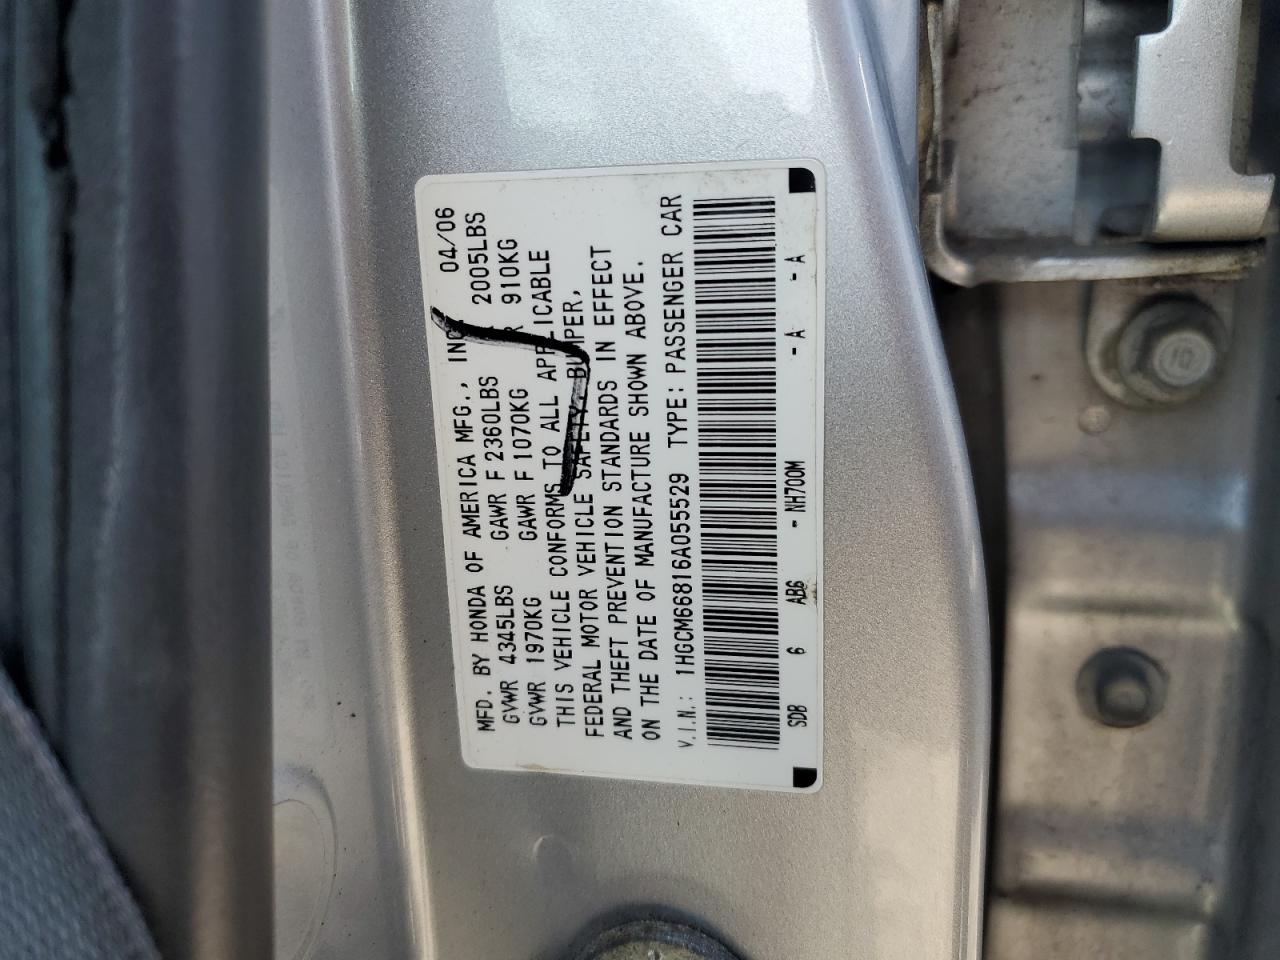 MFD. BY HONDA OF AMERICA MFG., INC. 04/06
GVWR 4345LBS GAWR F 2360LBS 2005LBS
GVWR 1970KG GAWR F 1070KG R 910KG
THIS VEHICLE CONFORMS TO ALL APPLICABLE
FEDERAL MOTOR VEHICLE SAFETY, BUMPER,
AND THEFT PREVENTION STANDARDS IN EFFECT
ON THE DATE OF MANUFACTURE SHOWN ABOVE.
V.I.N.: 1HGCM66816A055529 TYPE: PASSENGER CAR
SDB 6 AB6 - NH700M - A - A
10